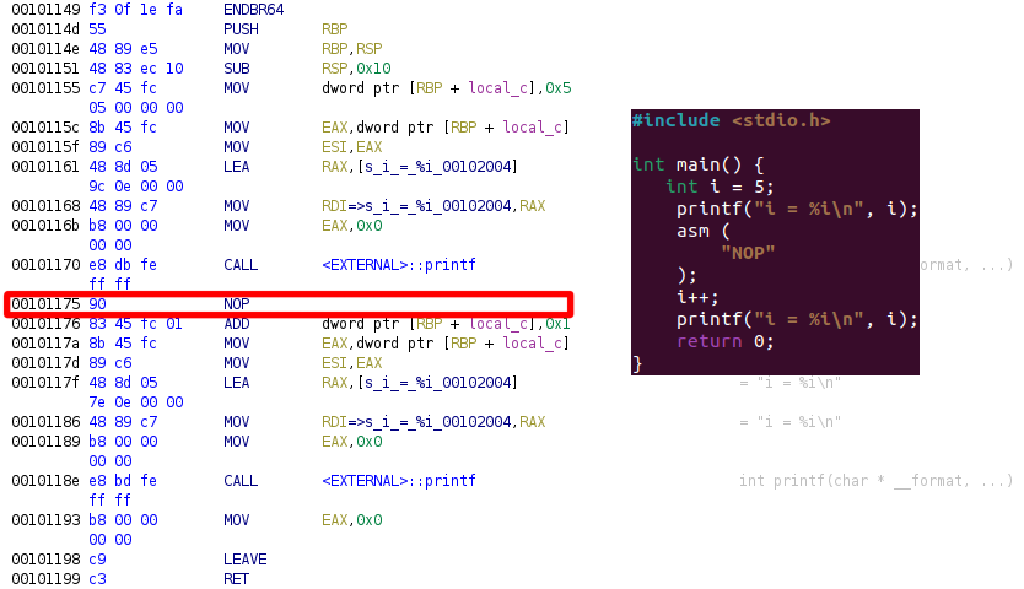 00101149 f3 0f 1e fa ENDBR64
0010114d 55 PUSH RBP
0010114e 48 89 e5 MOV RBP,RSP
00101151 48 83 ec 10 SUB RSP,0x10
00101155 c7 45 fc MOV dword ptr [RBP + local_c],0x5
05 00 00 00
0010115c 8b 45 fc MOV EAX,dword ptr [RBP + local_c]
0010115f 89 c6 MOV ESI,EAX
00101161 48 8d 05 LEA RAX,[s_i_=_%i_00102004]
9c 0e 00 00
00101168 48 89 c7 MOV RDI=>s_i_=_%i_00102004,RAX
0010116b b8 00 00 MOV EAX,0x0
00 00
00101170 e8 db fe CALL <EXTERNAL>::printf ormat, ...)
ff ff
00101175 90 NOP
00101176 83 45 fc 01 ADD dword ptr [RBP + local_c],0x1
0010117a 8b 45 fc MOV EAX,dword ptr [RBP + local_c]
0010117d 89 c6 MOV ESI,EAX
0010117f 48 8d 05 LEA RAX,[s_i_=_%i_00102004] = "i = %i\n"
7e 0e 00 00
00101186 48 89 c7 MOV RDI=>s_i_=_%i_00102004,RAX = "i = %i\n"
00101189 b8 00 00 MOV EAX,0x0
00 00
0010118e e8 bd fe CALL <EXTERNAL>::printf int printf(char * __format, ...)
ff ff
00101193 b8 00 00 MOV EAX,0x0
00 00
00101198 c9 LEAVE
00101199 c3 RET
#include <stdio.h>
int main() {
int i = 5;
printf("i = %i\n", i);
asm (
"NOP"
);
i++;
printf("i = %i\n", i);
return 0;
}